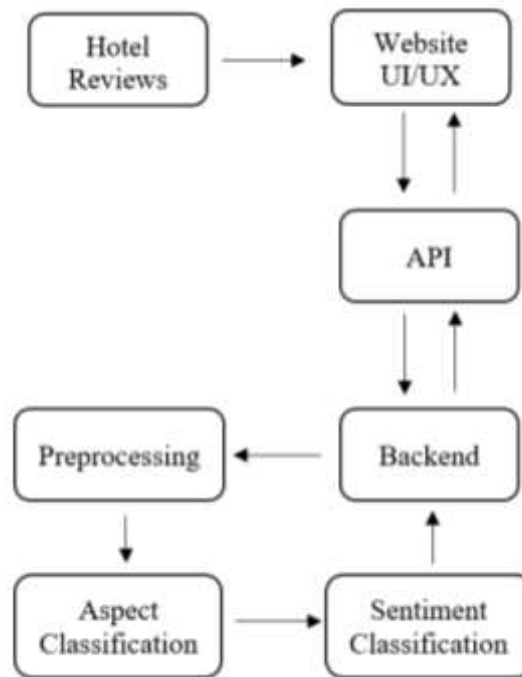 Hotel
Reviews
Website
UI/UX
API
Preprocessing
Backend
Aspect
Classification
Sentiment
Classification